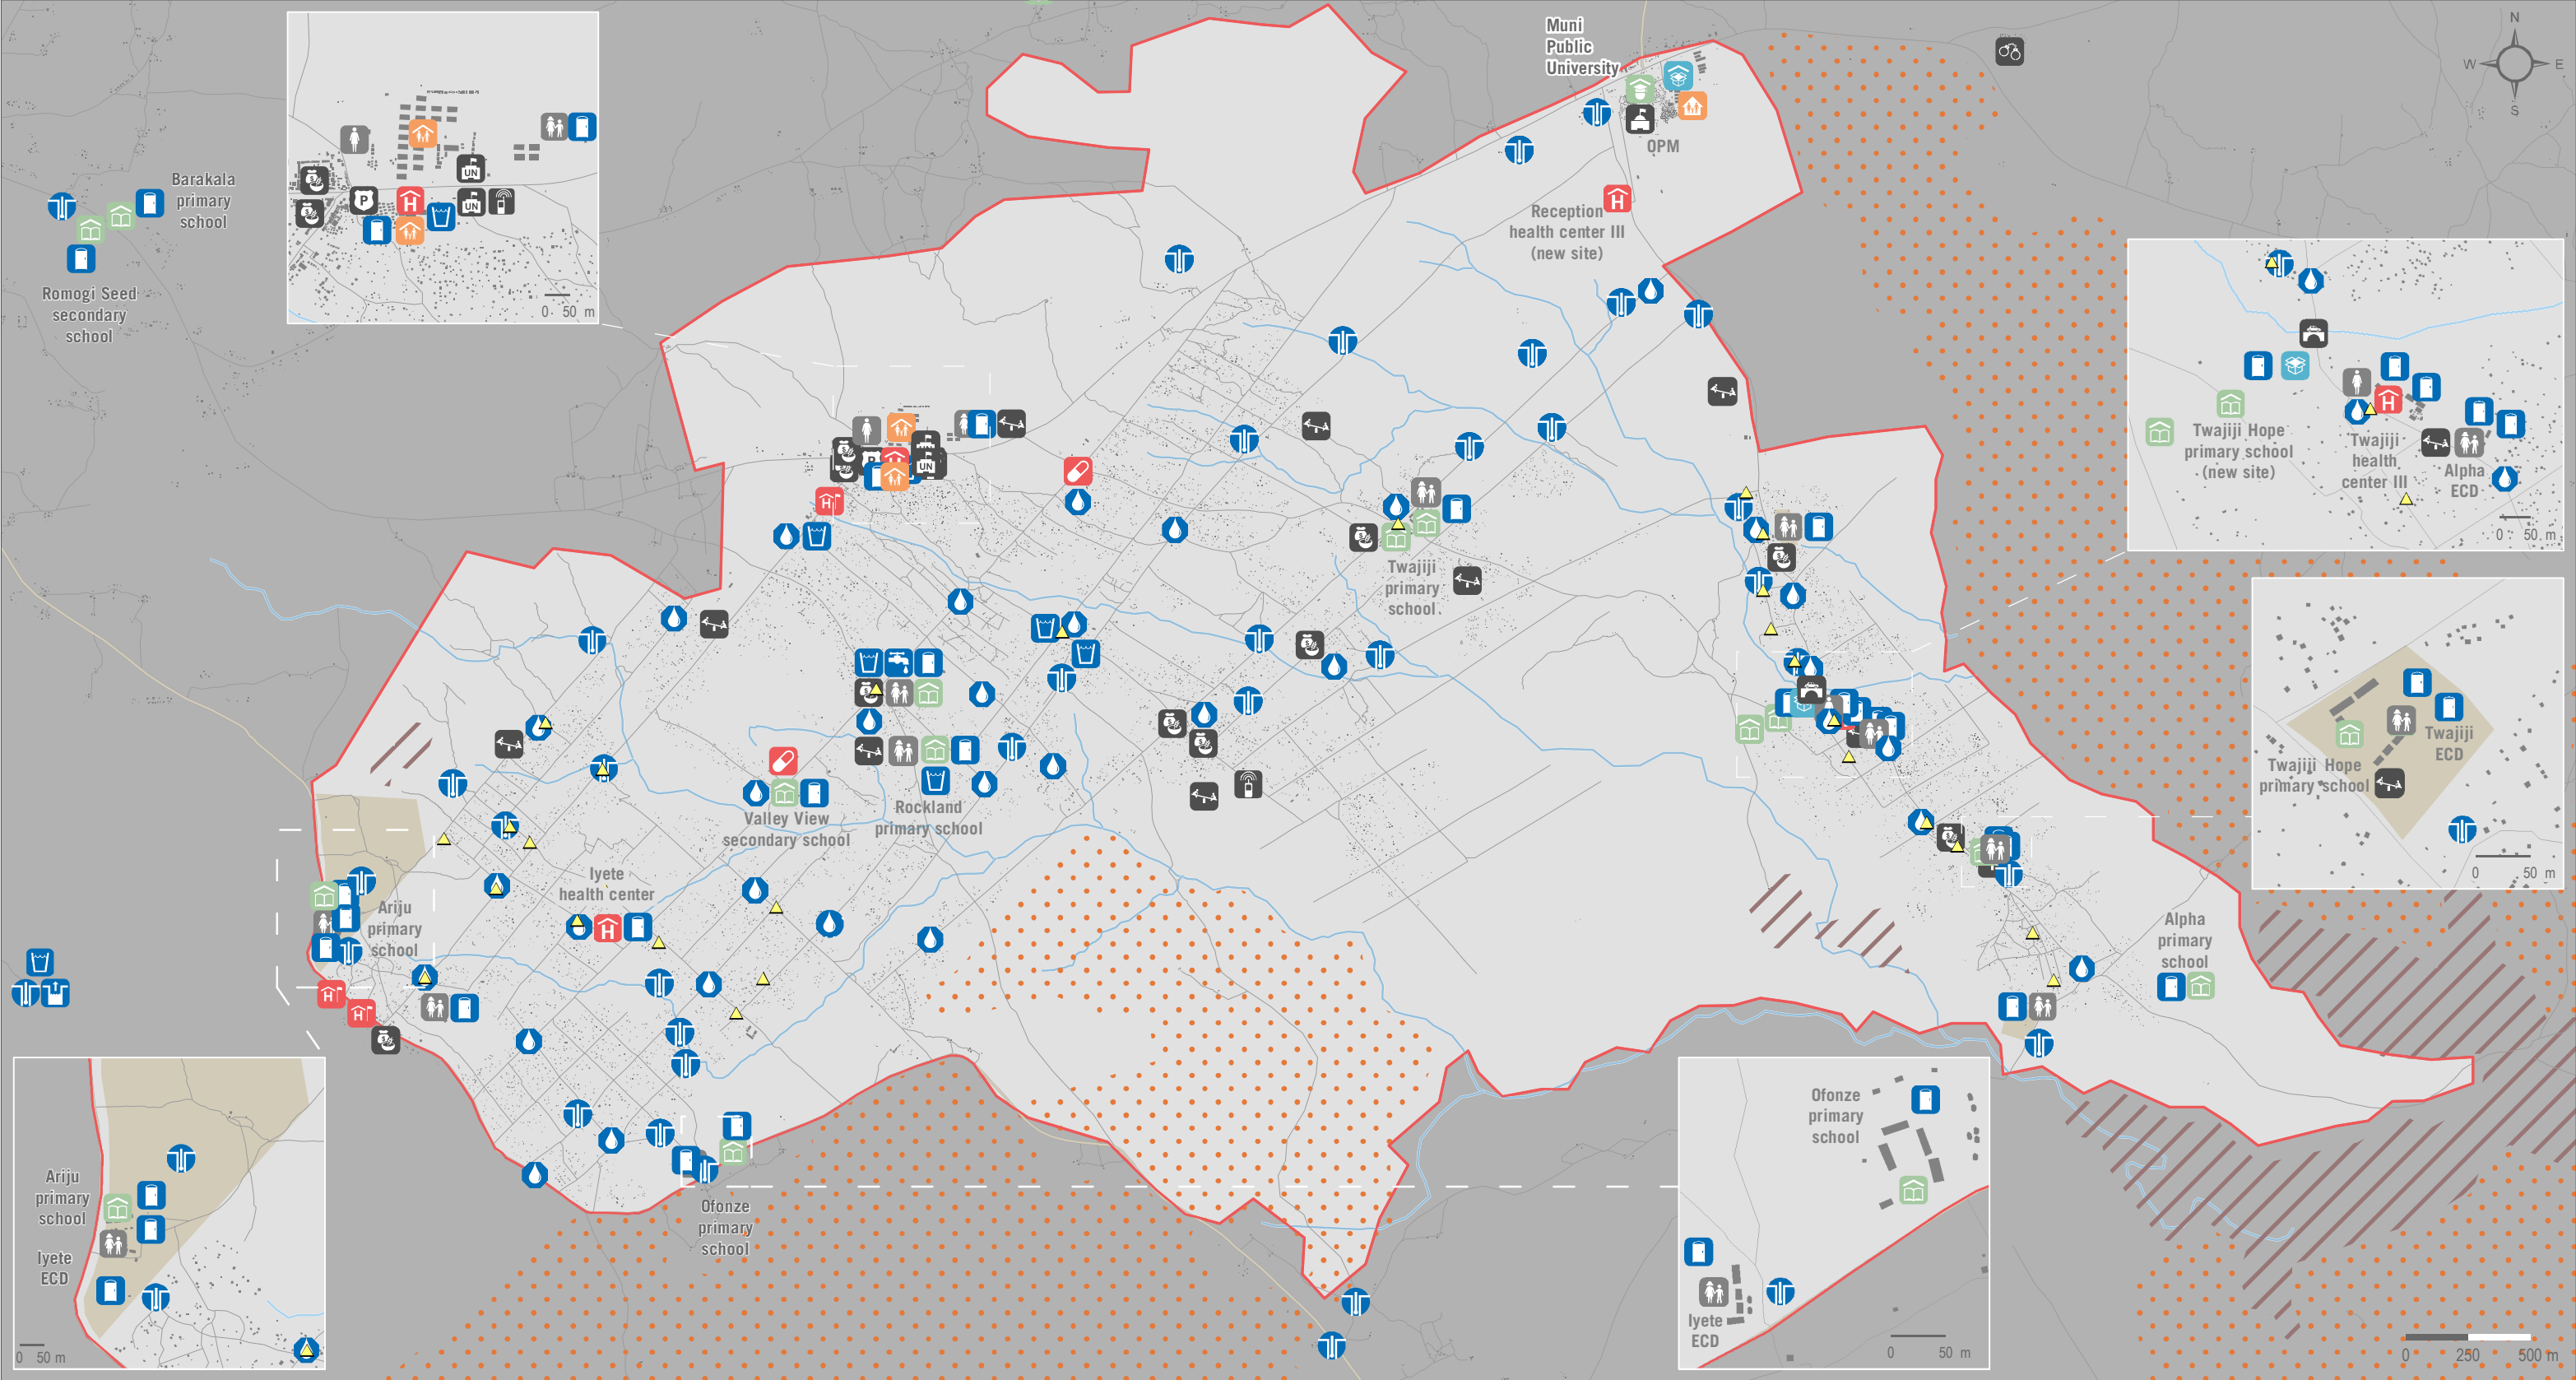 Muni
Public
University
OPM
N
W
E
S
Barakala
primary
school
Romogi Seed
secondary
school
P
H
UN
UN
0 50 m
H
Reception
health center III
(new site)
Twajiji Hope
primary school
(new site)
H
Twajiji
health
center III
Alpha
ECD
0 50 m
P
H
UN
H
Twajiji
primary
school
Twajiji
ECD
Twajiji Hope
primary school
0 50 m
Valley View
secondary school
Rockland
primary school
Iyete
health center
H
Ariju
primary
school
H
H
Alpha
primary
school
Ariju
primary
school
Iyete
ECD
0 50 m
Ofonze
primary
school
Ofonze
primary
school
Iyete
ECD
0 50 m
0 250 500 m